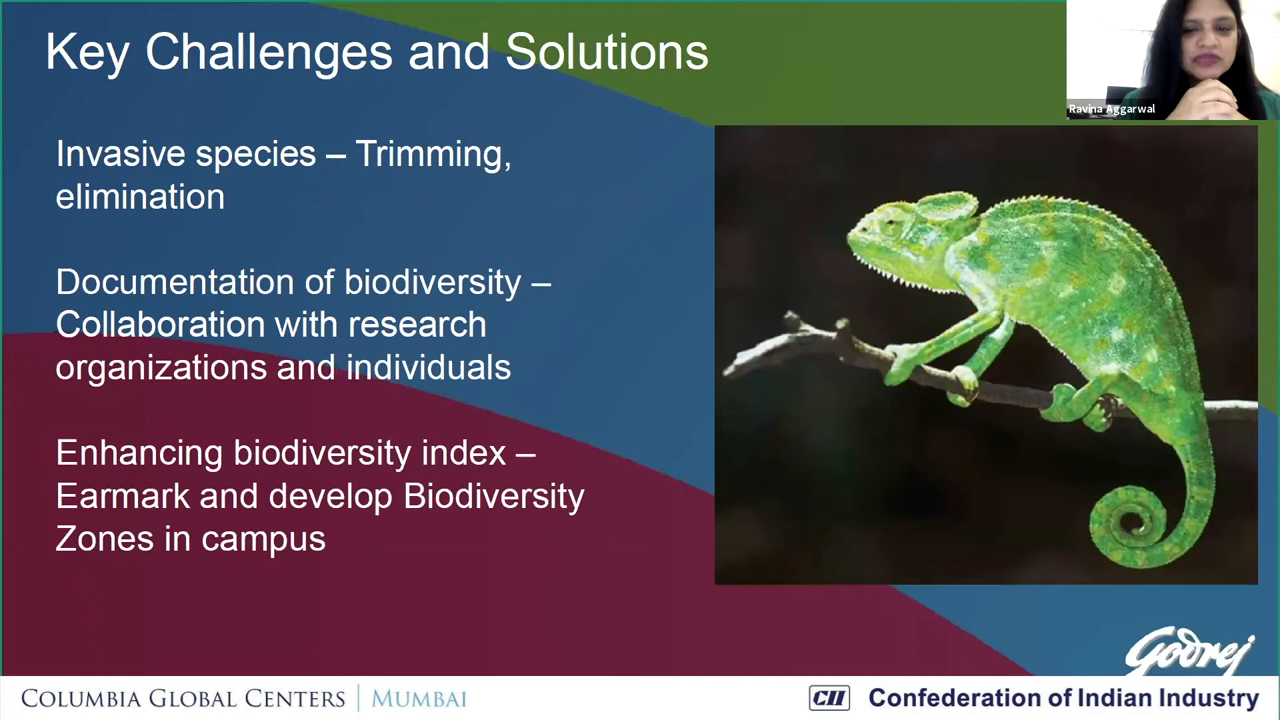 Key Challenges and Solutions
Ravina Aggarwal
Invasive species – Trimming,
elimination
Documentation of biodiversity –
Collaboration with research
organizations and individuals
Enhancing biodiversity index –
Earmark and develop Biodiversity
Zones in campus
Godrej
COLUMBIA GLOBAL CENTERS | MUMBAI
CII Confederation of Indian Industry